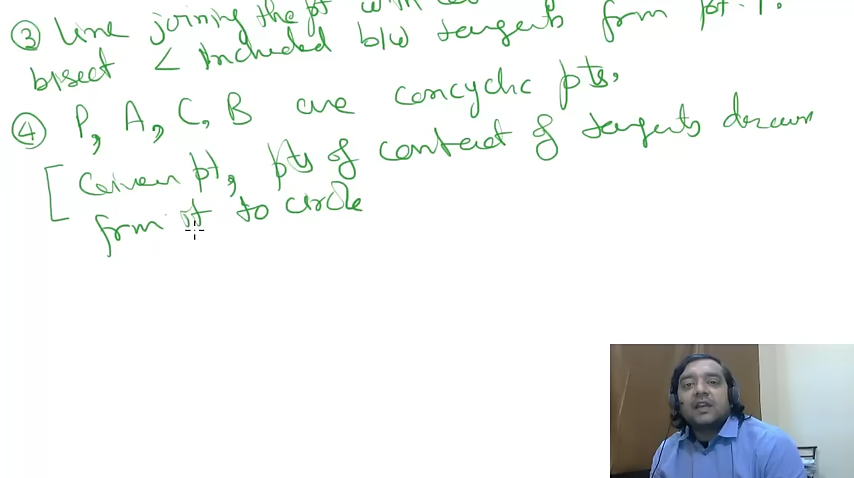 ③ Line joining the pt with
bisect < Included b/w tangents from pt. P.
④ P, A, C, B are concyclic pts.
[ Given pt, pts of contact of tangents drawn
from it to circle